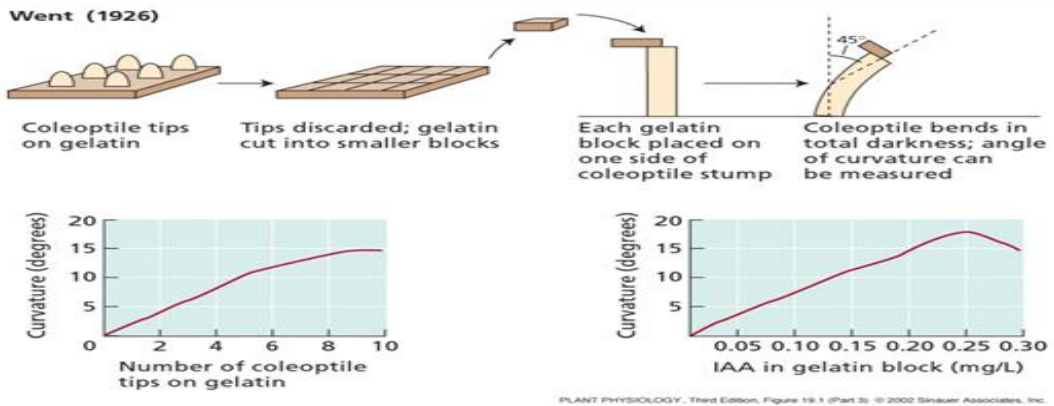 Went (1926)
45°
Coleoptile tips
on gelatin
Tips discarded; gelatin
cut into smaller blocks
Each gelatin
block placed on
one side of
coleoptile stump
Coleoptile bends in
total darkness; angle
of curvature can
be measured
Curvature (degrees)
20
15
10
5
0 2 4 6 8 10
Number of coleoptile
tips on gelatin
Curvature (degrees)
20
15
10
5
0.05 0.10 0.15 0.20 0.25 0.30
IAA in gelatin block (mg/L)
PLANT PHYSIOLOGY, Third Edition, Figure 19.1 (Part 3) © 2002 Sinauer Associates, Inc.